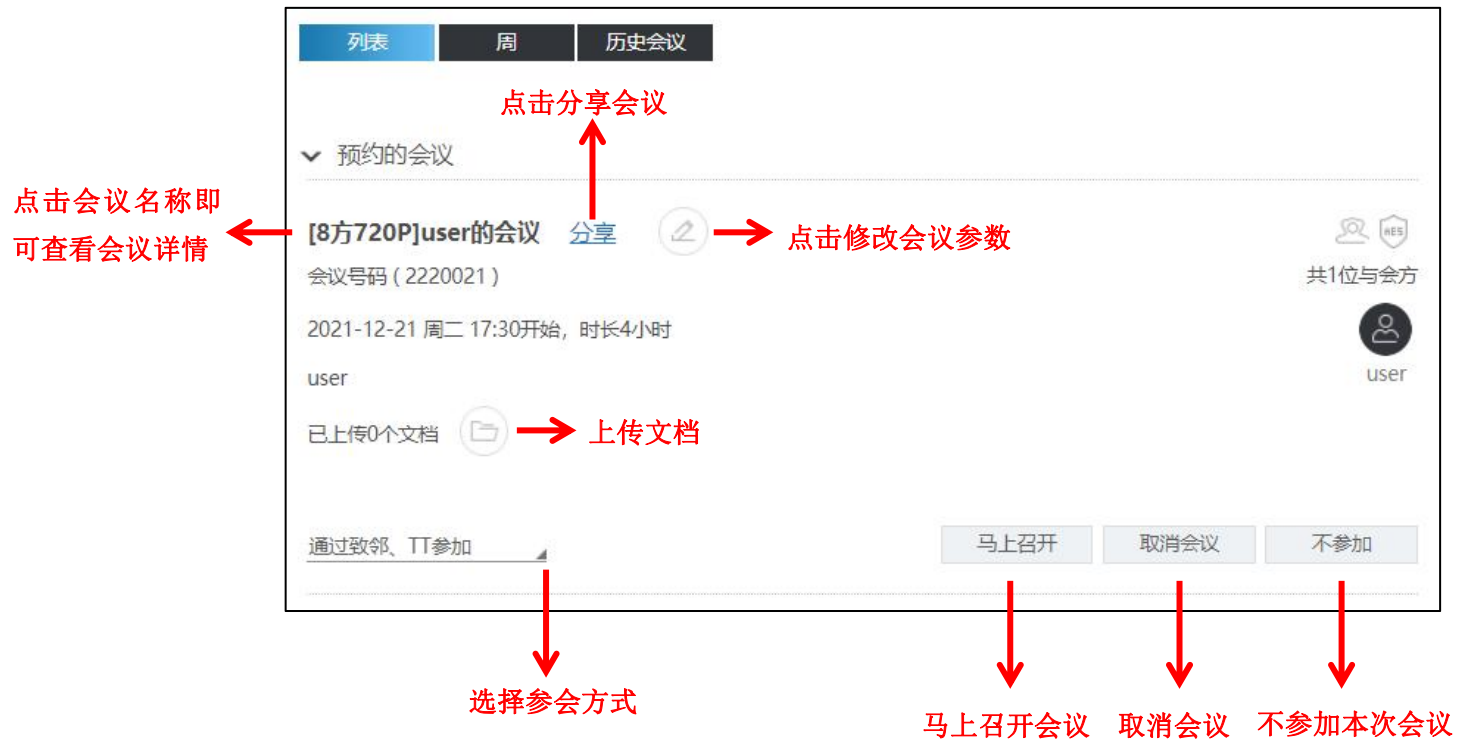 列表 周 历史会议
点击分享会议
预约的会议
点击会议名称即
可查看会议详情
[8方720P]user的会议 分享
点击修改会议参数
AES
会议号码 ( 2220021 )
共1位与会方
2021-12-21 周二 17:30开始，时长4小时
user
user
已上传0个文档
上传文档
通过致邻、TT参加
马上召开 取消会议 不参加
选择参会方式
马上召开会议 取消会议 不参加本次会议